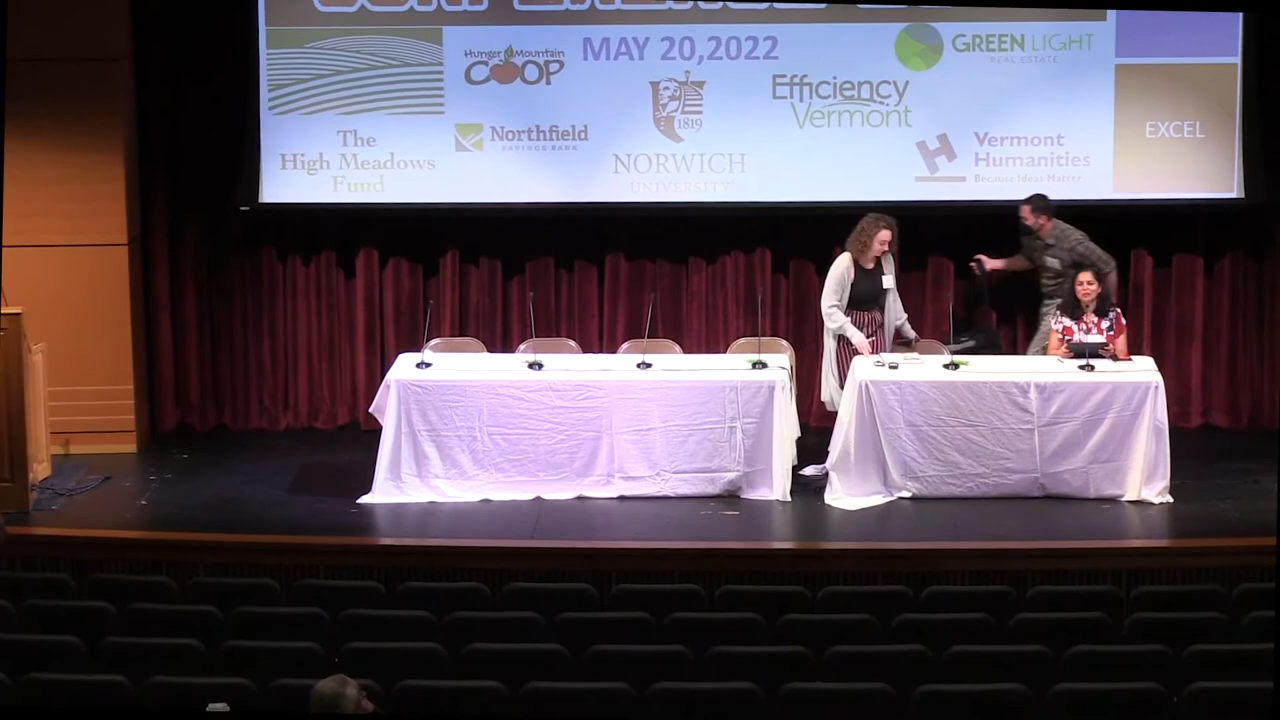 MAY 20,2022
Hunger Mountain
COOP
GREEN LIGHT
REAL ESTATE
Efficiency
Vermont
1819
EXCEL
Northfield
SAVINGS BANK
The
High Meadows
Fund
NORWICH
UNIVERSITY
Vermont
Humanities
Because Ideas Matter